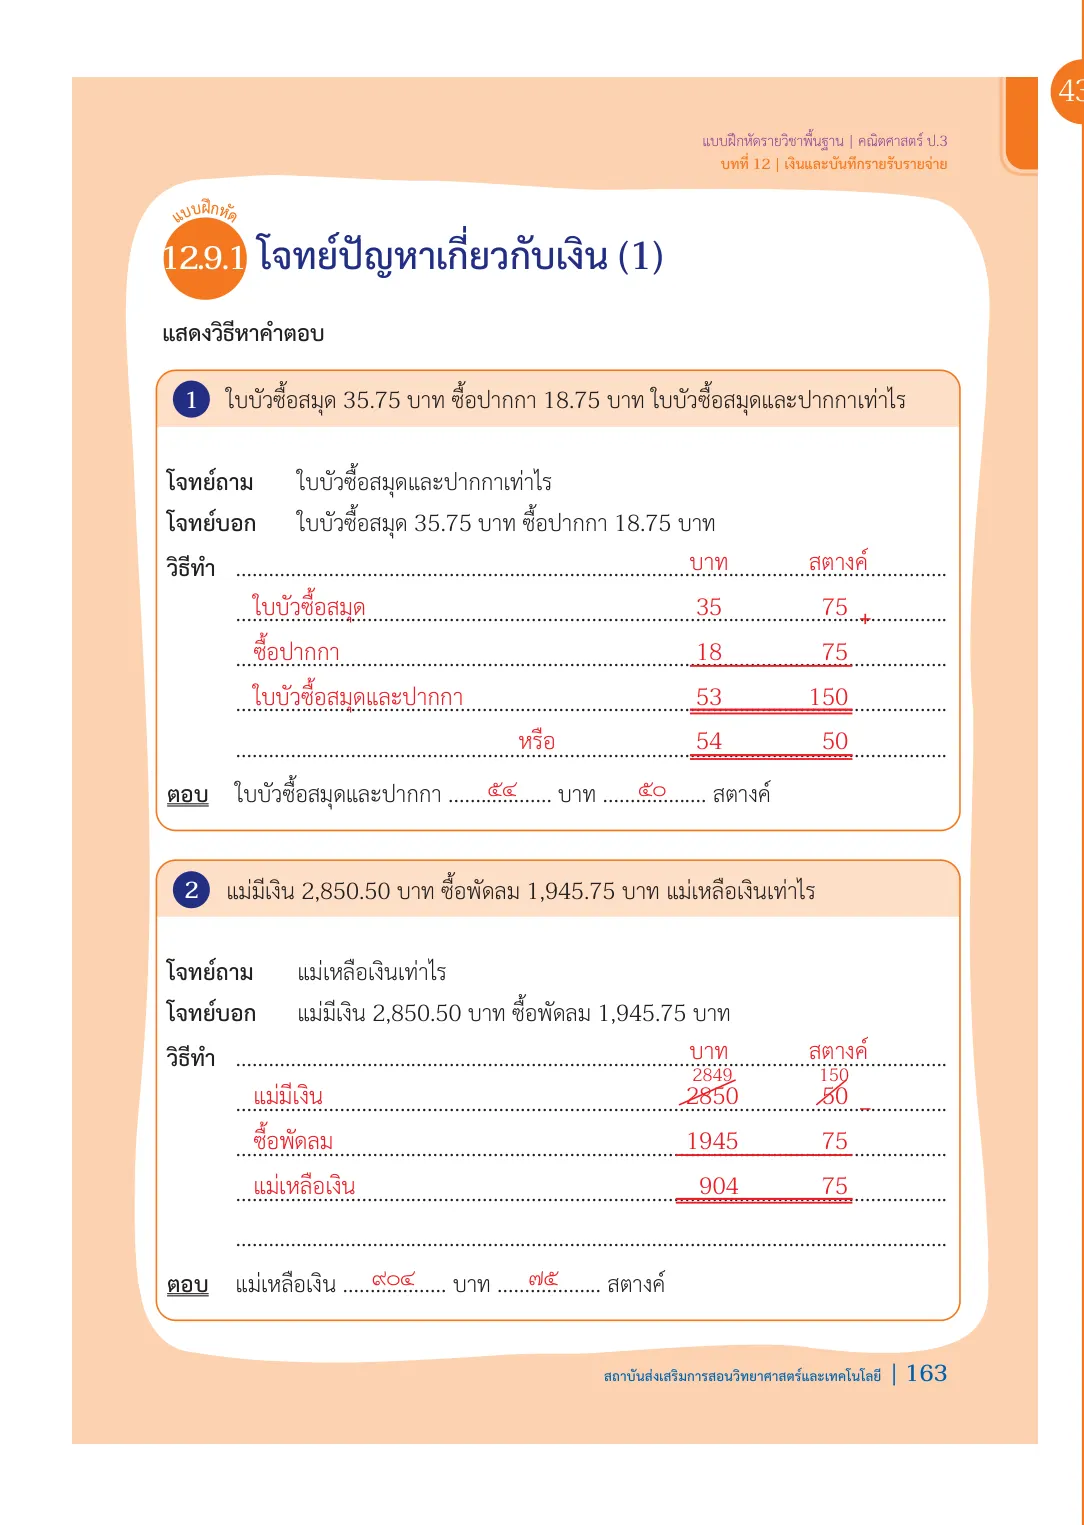 43
แบบฝึกหัดรายวิชาพื้นฐาน | คณิตศาสตร์ ป.3
บทที่ 12 | เงินและบันทึกรายรับรายจ่าย
แบบฝึกหัด
12.9.1 โจทย์ปัญหาเกี่ยวกับเงิน (1)
แสดงวิธีหาคำตอบ
1 ใบบัวซื้อสมุด 35.75 บาท ซื้อปากกา 18.75 บาท ใบบัวซื้อสมุดและปากกาเท่าไร
โจทย์ถาม ใบบัวซื้อสมุดและปากกาเท่าไร
โจทย์บอก ใบบัวซื้อสมุด 35.75 บาท ซื้อปากกา 18.75 บาท
วิธีทำ บาท สตางค์
ใบบัวซื้อสมุด 35 75 +
ซื้อปากกา 18 75
ใบบัวซื้อสมุดและปากกา 53 150
หรือ 54 50
ตอบ ใบบัวซื้อสมุดและปากกา ๕๔ บาท ๕๐ สตางค์
2 แม่มีเงิน 2,850.50 บาท ซื้อพัดลม 1,945.75 บาท แม่เหลือเงินเท่าไร
โจทย์ถาม แม่เหลือเงินเท่าไร
โจทย์บอก แม่มีเงิน 2,850.50 บาท ซื้อพัดลม 1,945.75 บาท
วิธีทำ บาท สตางค์
2849 150
แม่มีเงิน 2850 50 –
ซื้อพัดลม 1945 75
แม่เหลือเงิน 904 75
ตอบ แม่เหลือเงิน ๙๐๔ บาท ๗๕ สตางค์
สถาบันส่งเสริมการสอนวิทยาศาสตร์และเทคโนโลยี | 163